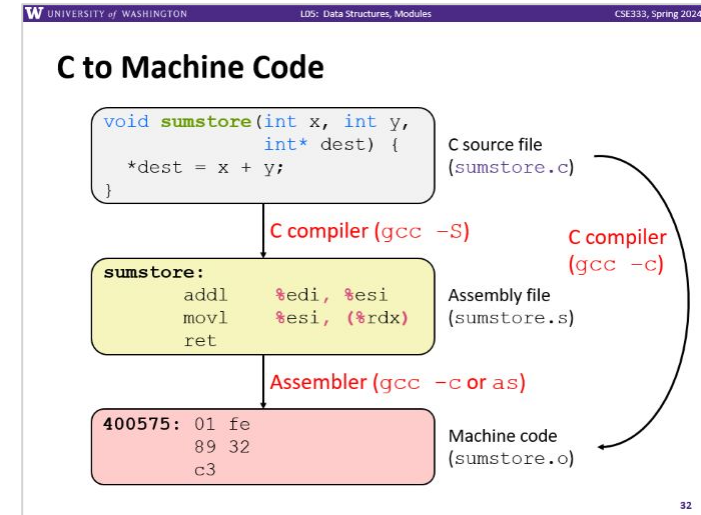 W UNIVERSITY of WASHINGTON L05: Data Structures, Modules CSE333, Spring 2024
C to Machine Code
void sumstore(int x, int y,
int* dest) {
*dest = x + y;
}
C source file
(sumstore.c)
C compiler (gcc -S)
C compiler
(gcc -c)
sumstore:
addl %edi, %esi
movl %esi, (%rdx)
ret
Assembly file
(sumstore.s)
Assembler (gcc -c or as)
400575: 01 fe
89 32
c3
Machine code
(sumstore.o)
32